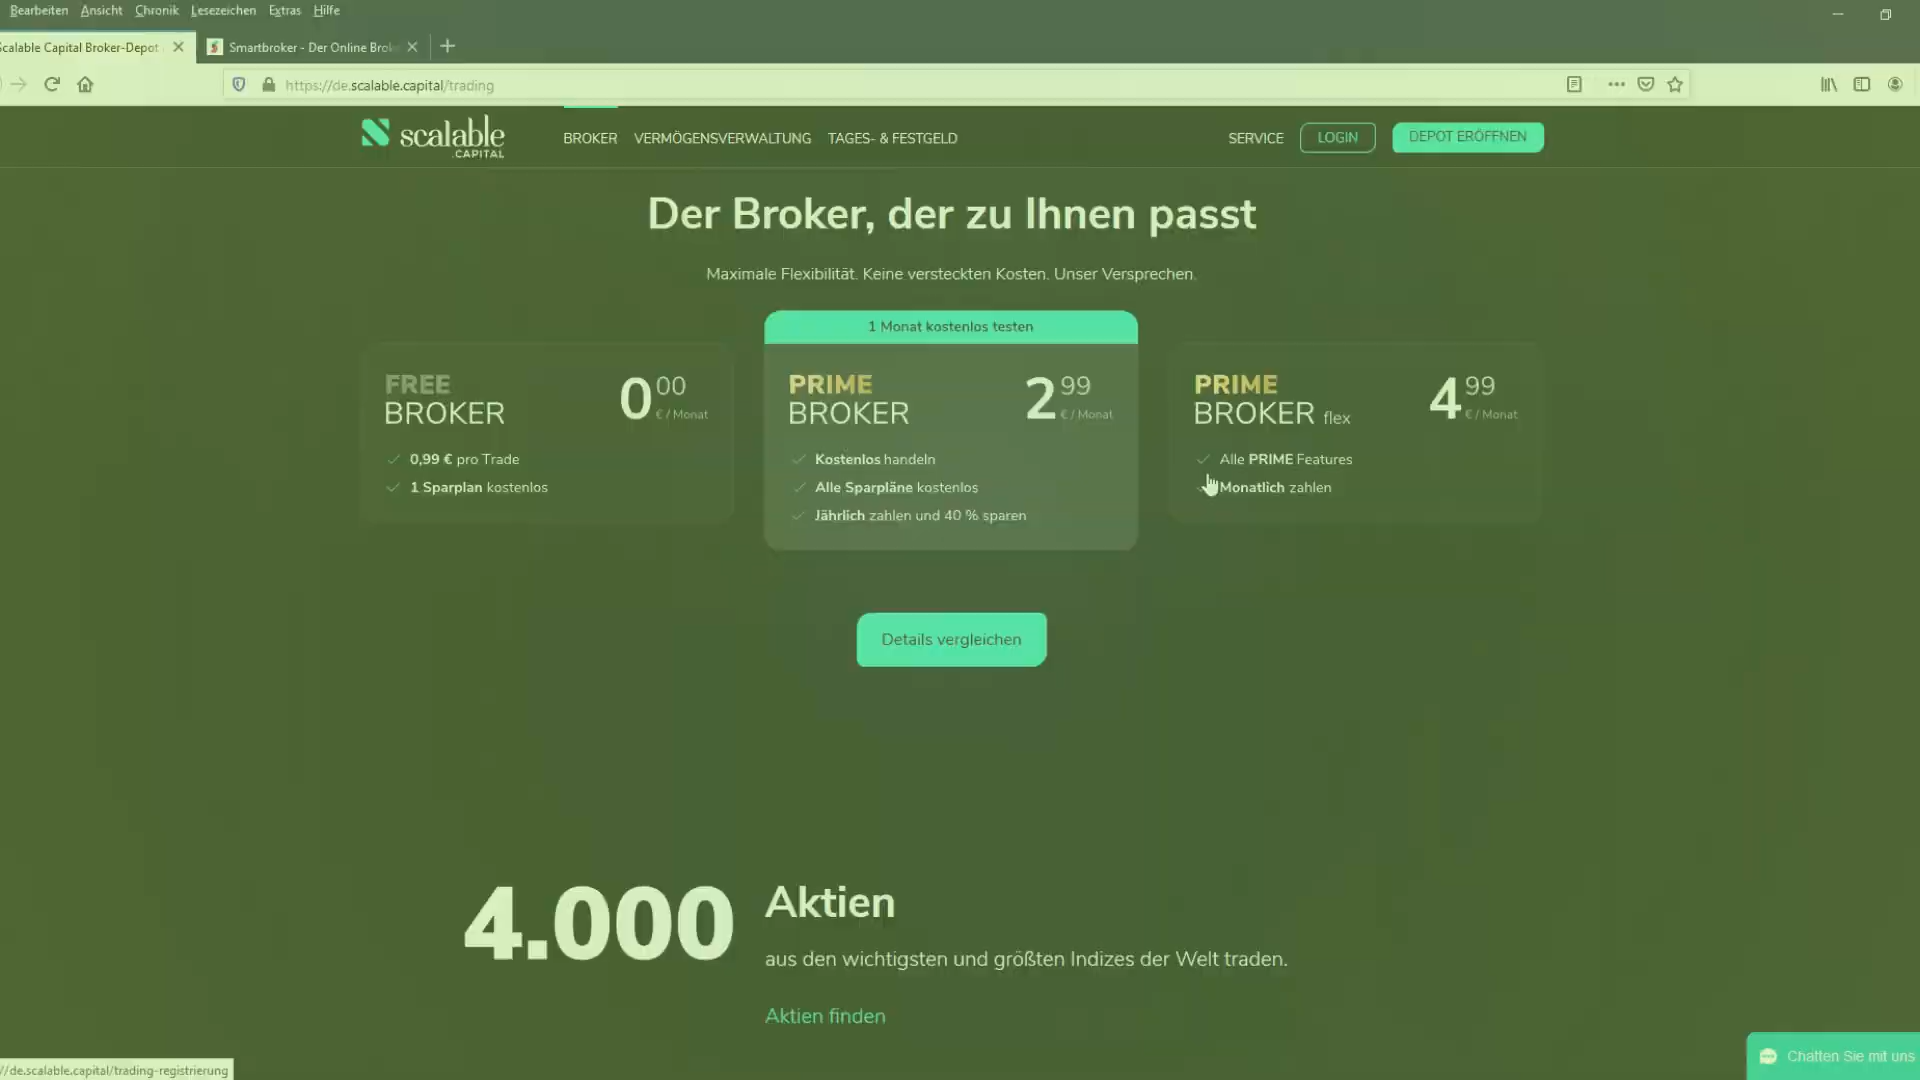 Bearbeiten Ansicht Chronik Lesezeichen Extras Hilfe
Scalable Capital Broker-Depot
Smartbroker - Der Online Brok
https://de.scalable.capital/trading
scalable
.CAPITAL
BROKER VERMÖGENSVERWALTUNG TAGES- & FESTGELD
SERVICE LOGIN DEPOT ERÖFFNEN
Der Broker, der zu Ihnen passt
Maximale Flexibilität. Keine versteckten Kosten. Unser Versprechen.
FREE
BROKER
0 00
€ / Monat
0,99 € pro Trade
1 Sparplan kostenlos
1 Monat kostenlos testen
PRIME
BROKER
2 99
€ / Monat
Kostenlos handeln
Alle Sparpläne kostenlos
Jährlich zahlen und 40 % sparen
PRIME
BROKER flex
4 99
€ / Monat
Alle PRIME Features
Monatlich zahlen
Details vergleichen
4.000
Aktien
aus den wichtigsten und größten Indizes der Welt traden.
Aktien finden
//de.scalable.capital/trading-registrierung
Chatten Sie mit uns